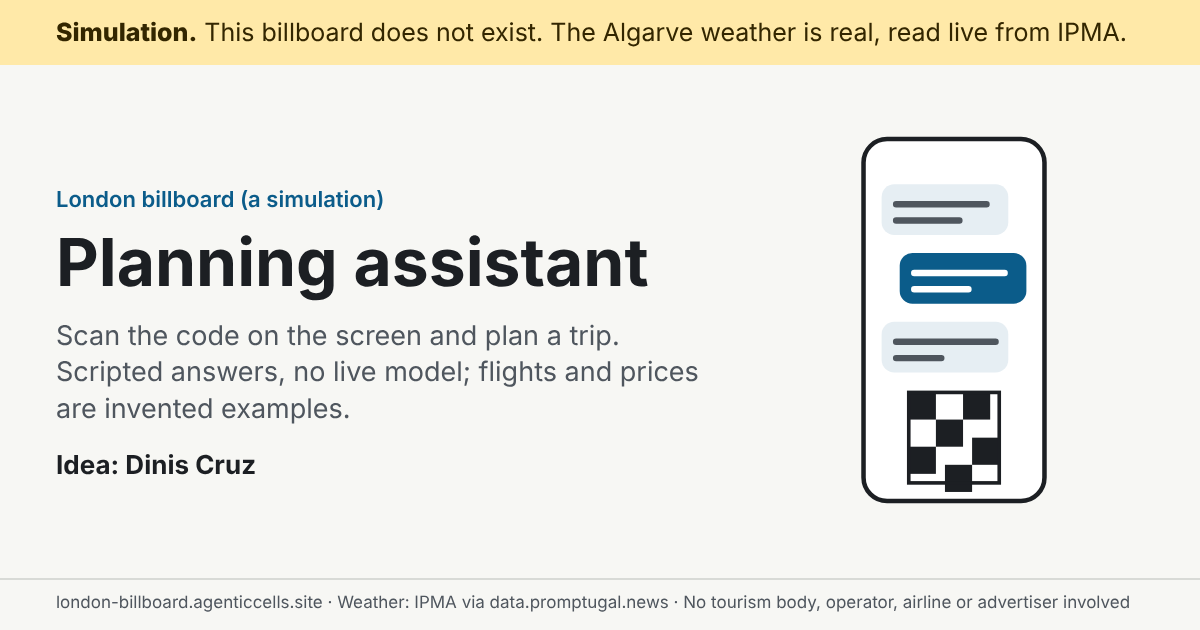 Simulation. This billboard does not exist. The Algarve weather is real, read live from IPMA.
London billboard (a simulation)
Planning assistant
Scan the code on the screen and plan a trip.
Scripted answers, no live model; flights and prices
are invented examples.
Idea: Dinis Cruz
london-billboard.agenticcells.site · Weather: IPMA via data.promptugal.news · No tourism body, operator, airline or advertiser involved